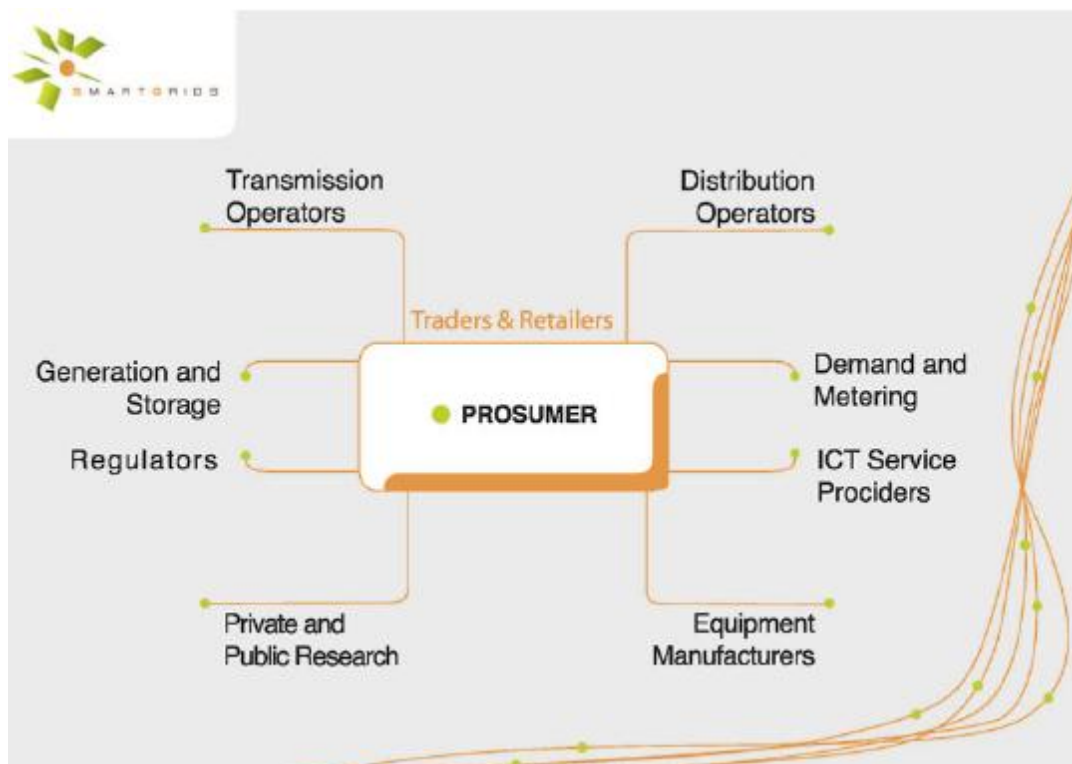 SMARTGRIDS
Transmission
Operators
Distribution
Operators
Traders & Retailers
Generation and
Storage
PROSUMER
Demand and
Metering
Regulators
ICT Service
Prociders
Private and
Public Research
Equipment
Manufacturers